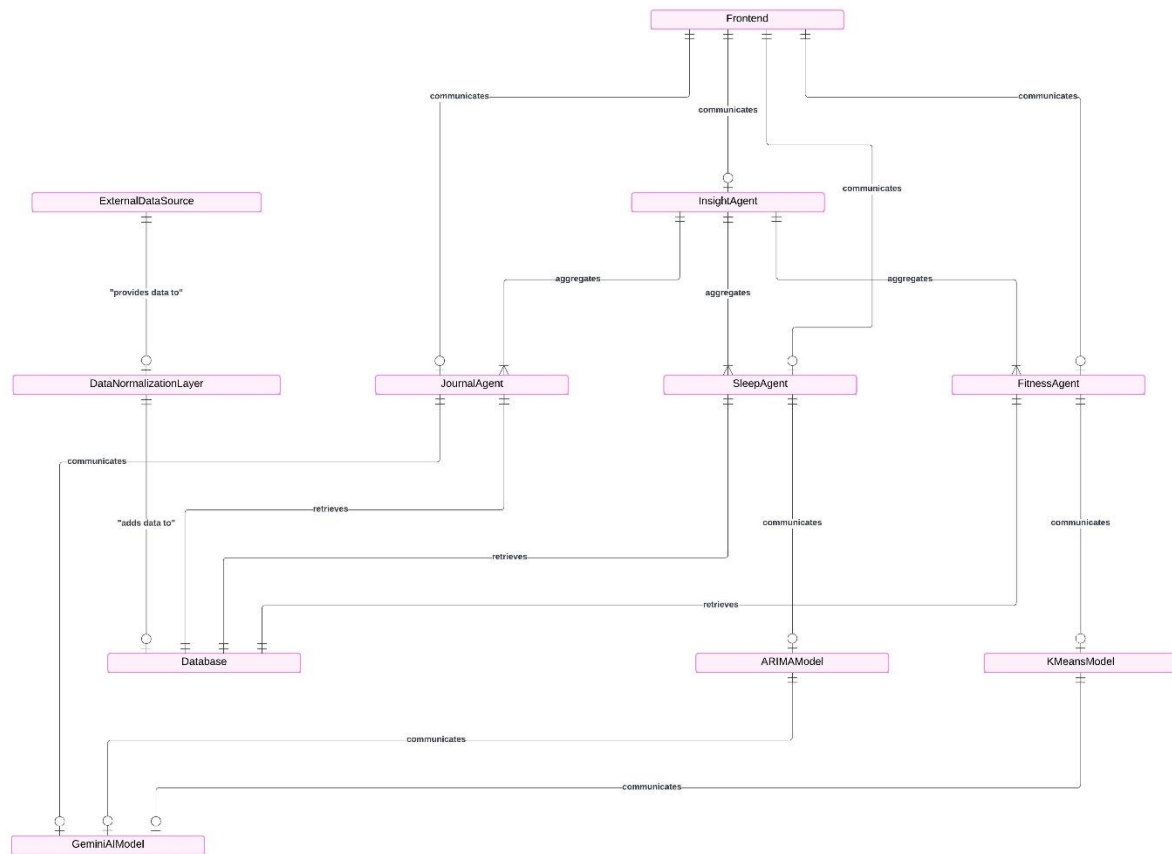 Frontend
communicates
communicates
communicates
communicates
ExternalDataSource
InsightAgent
aggregates
aggregates
aggregates
"provides data to"
DataNormalizationLayer
JournalAgent
SleepAgent
FitnessAgent
communicates
retrieves
"adds data to"
communicates
communicates
retrieves
retrieves
Database
ARIMAModel
KMeansModel
communicates
communicates
GeminiAIModel